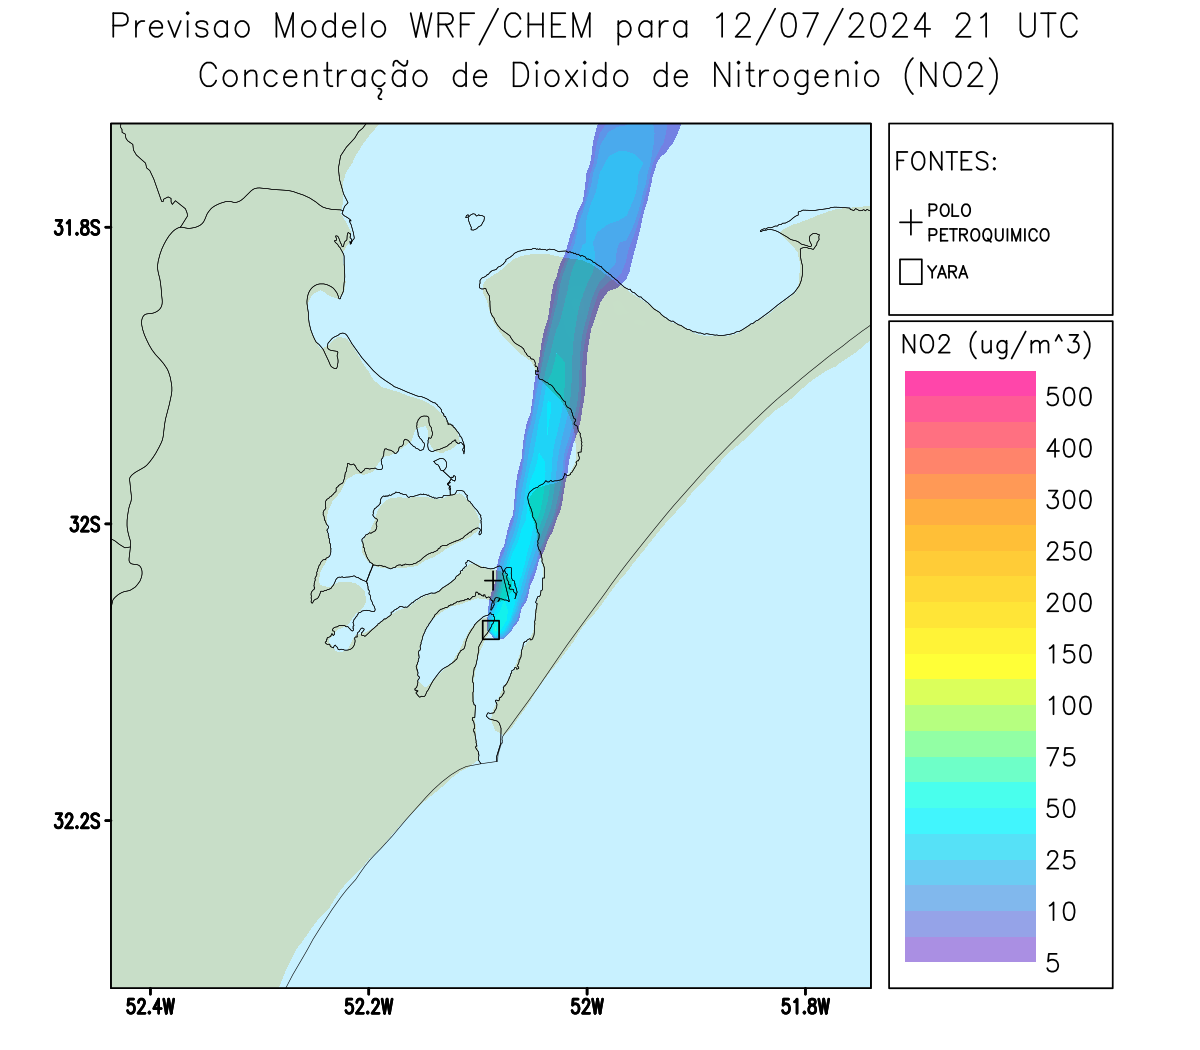 Previsao Modelo WRF/CHEM para 12/07/2024 21 UTC
Concentração de Dioxido de Nitrogenio (NO2)
FONTES:
POLO
PETROQUIMICO
YARA
NO2 (ug/m^3)
500
400
300
250
200
150
100
75
50
25
10
5
31.8S
32S
32.2S
52.4W
52.2W
52W
51.8W